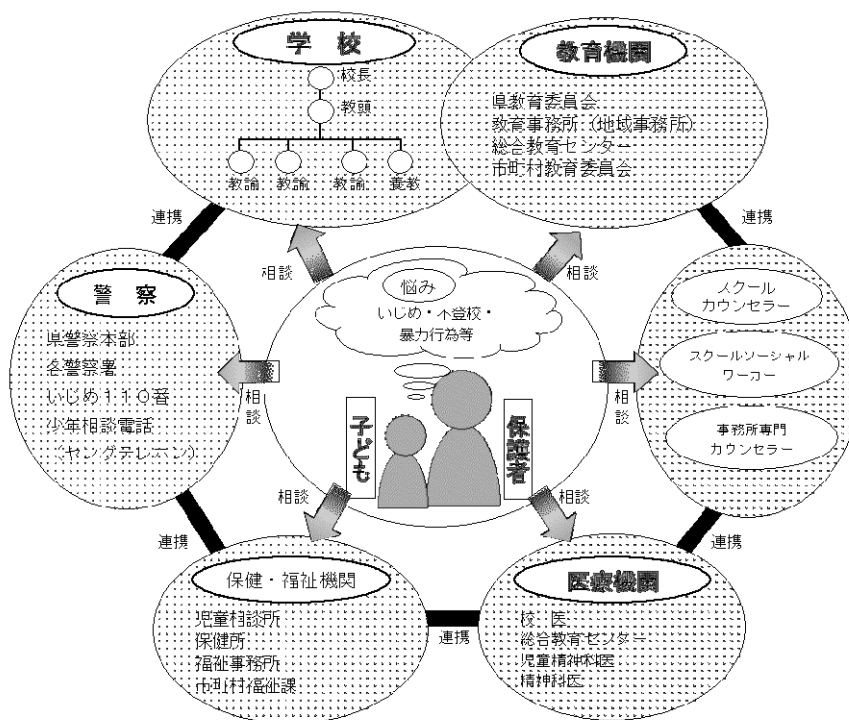 学 校
校長
教頭
教諭
教諭
教諭
養教
教育機関
県教育委員会
教育事務所（地域事務所）
総合教育センター
市町村教育委員会
連携
連携
相談
相談
悩み
いじめ・不登校・
暴力行為等
警 察
県警察本部
各警察署
いじめ110番
少年相談電話
（ヤングテレホン）
相談
相談
スクール
カウンセラー
スクールソーシャル
ワーカー
事務所専門
カウンセラー
子ども
保護者
相談
相談
連携
連携
保健・福祉機関
児童相談所
保健所
福祉事務所
市町村福祉課
連携
医療機関
校 医
総合教育センター
児童精神科医
精神科医